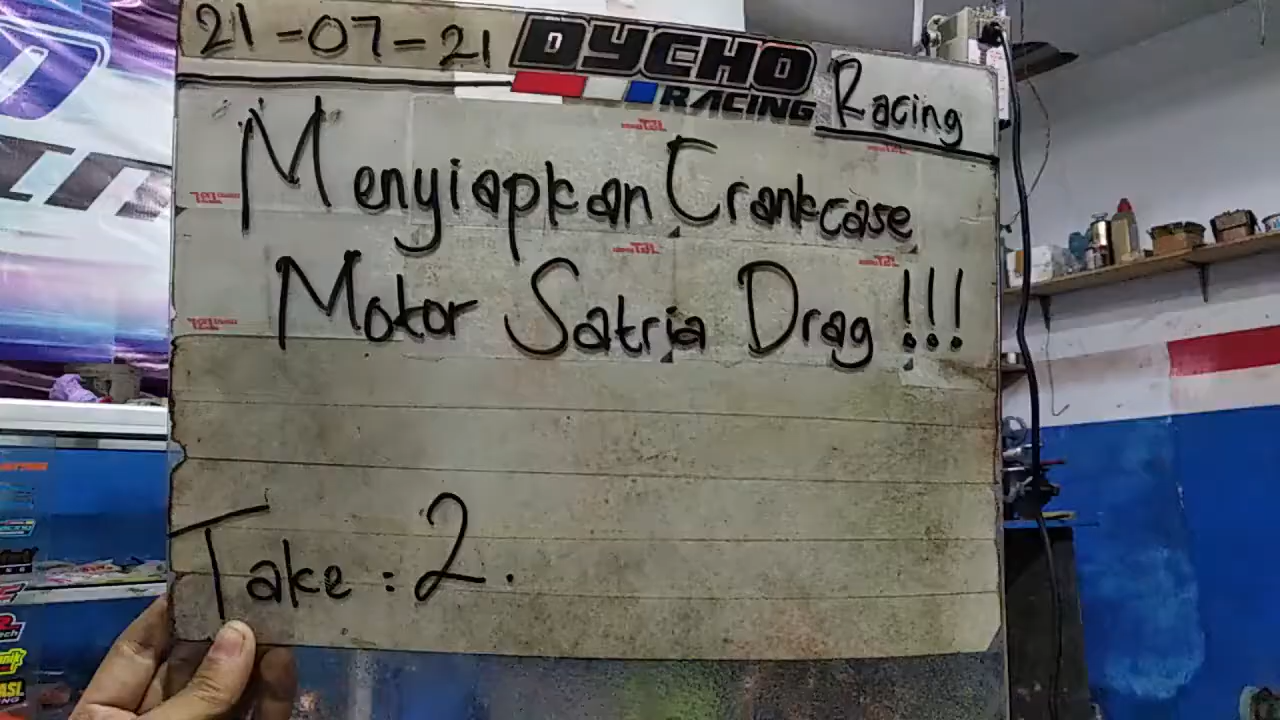 21-07-21 DYCHO
RACING Racing
Menyiapkan Crankcase
Motor Satria Drag !!!
Take : 2.